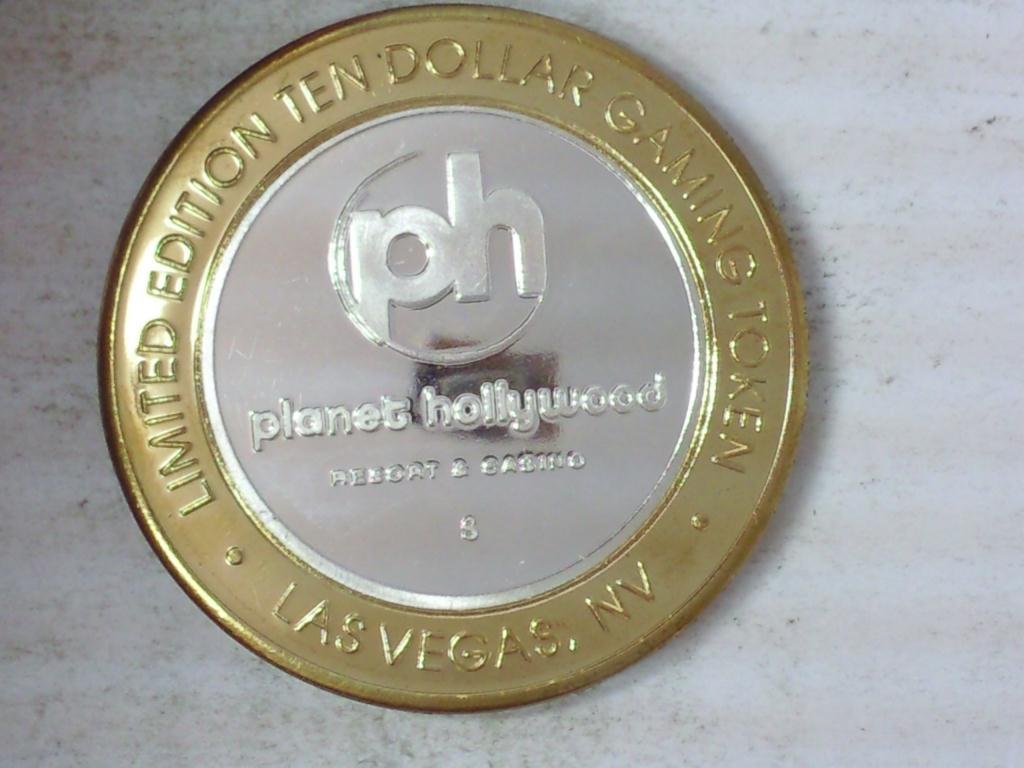 LIMITED EDITION TEN DOLLAR GAMING TOKEN
ph
planet hollywood
RESORT & CASINO
S
• LAS VEGAS, NV •